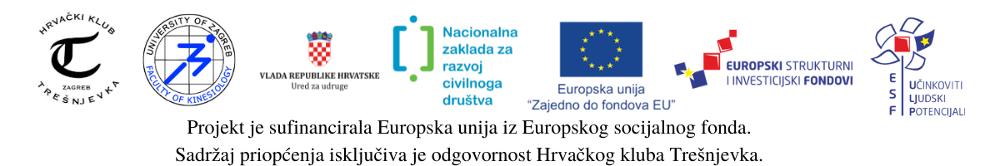 HRVAČKI KLUB
ZAGREB
TREŠNJEVKA
UNIVERSITY OF ZAGREB
FACULTY OF KINESIOLOGY
VLADA REPUBLIKE HRVATSKE
Ured za udruge
Nacionalna
zaklada za
razvoj
civilnoga
društva
Europska unija
“Zajedno do fondova EU”
EUROPSKI STRUKTURNI
I INVESTICIJSKI FONDOVI
ESF
UČINKOVITI
LJUDSKI
POTENCIJALI
Projekt je sufinancirala Europska unija iz Europskog socijalnog fonda.
Sadržaj priopćenja isključiva je odgovornost Hrvačkog kluba Trešnjevka.